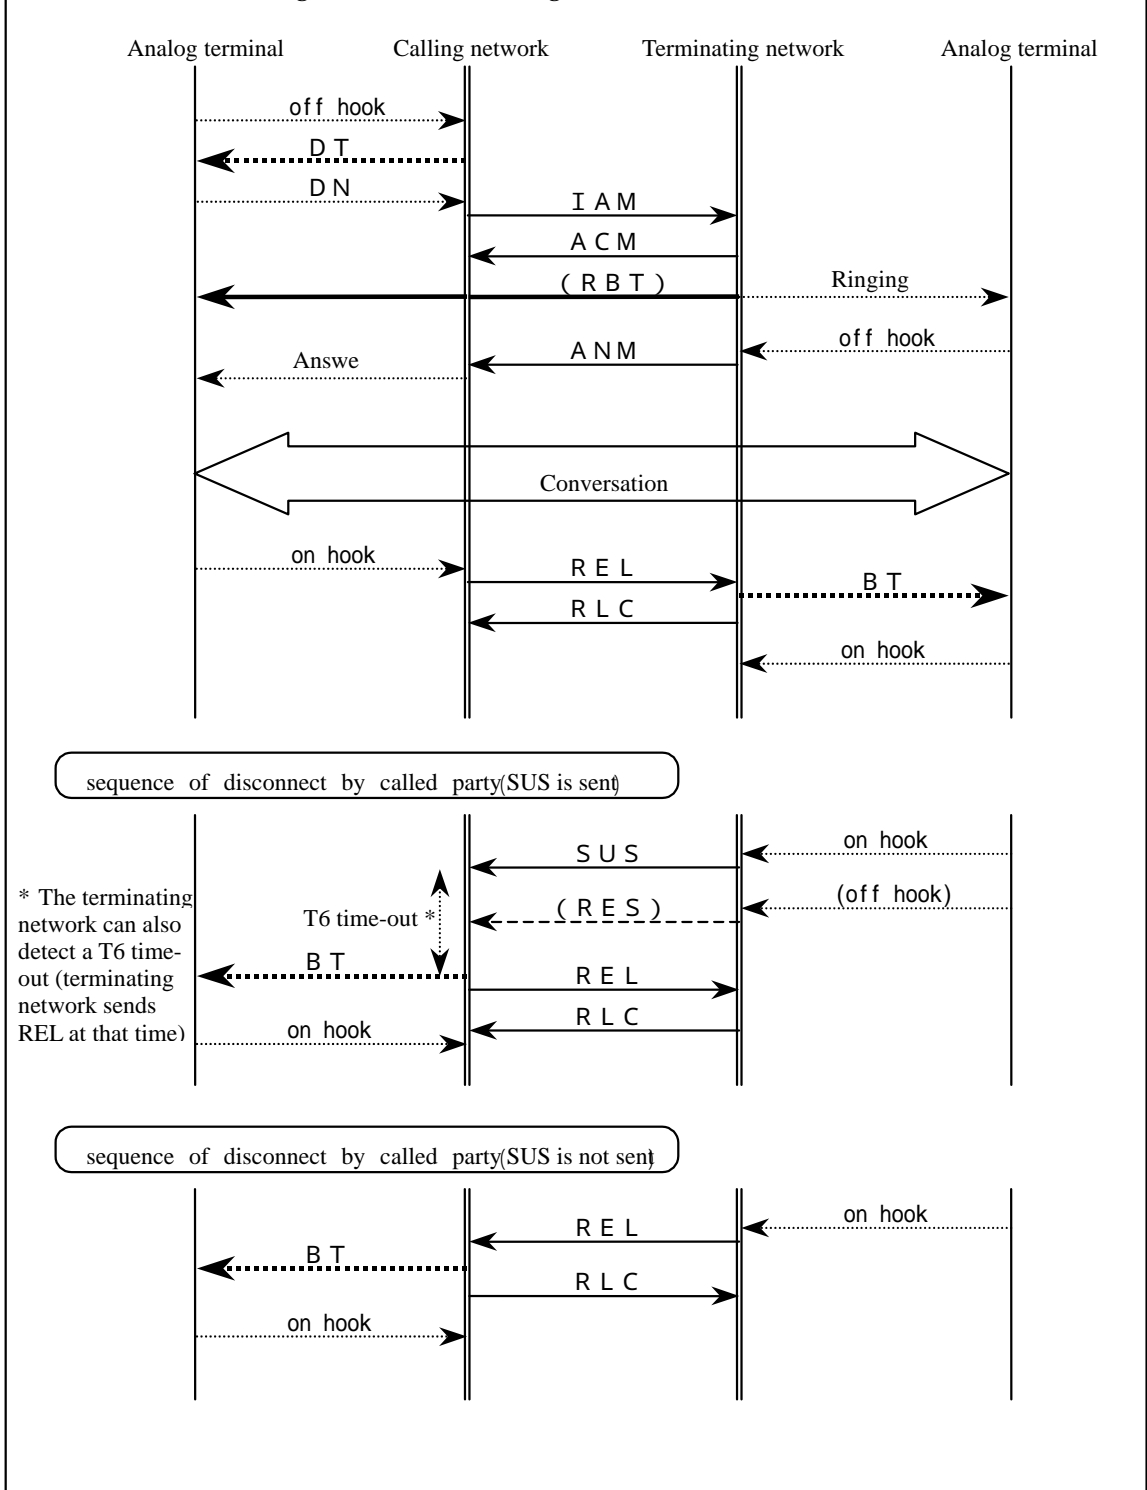 Analog terminal Calling network Terminating network Analog terminal
off hook
DT
DN
IAM
ACM
(RBT) Ringing
off hook
ANM
Answe
Conversation
on hook
REL
BT
RLC
on hook
sequence of disconnect by called party(SUS is sent)
on hook
SUS
(off hook)
* The terminating
network can also
detect a T6 time-
out (terminating
network sends
REL at that time)
T6 time-out *
(RES)
BT
REL
RLC
on hook
sequence of disconnect by called party(SUS is not sent)
on hook
REL
BT
RLC
on hook